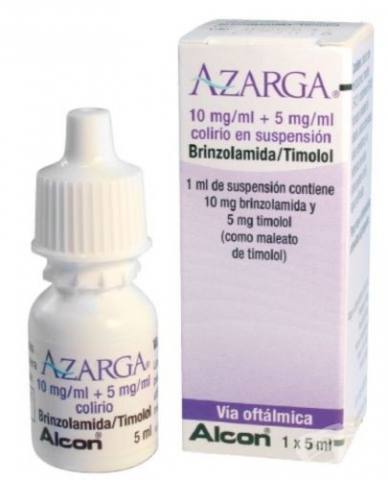 AZARGA®
10 mg/ml + 5 mg/ml
colirio en suspensión
Brinzolamida/Timolol
1 ml de suspensión contiene
10 mg brinzolamida y
5 mg timolol
(como maleato
de timolol)
Via oftálmica
Alcon® 1 x 5 ml
AZARGA®
10 mg/ml + 5 mg/ml
colirio
Brinzolamida/Timolol
Alcon®
5 ml